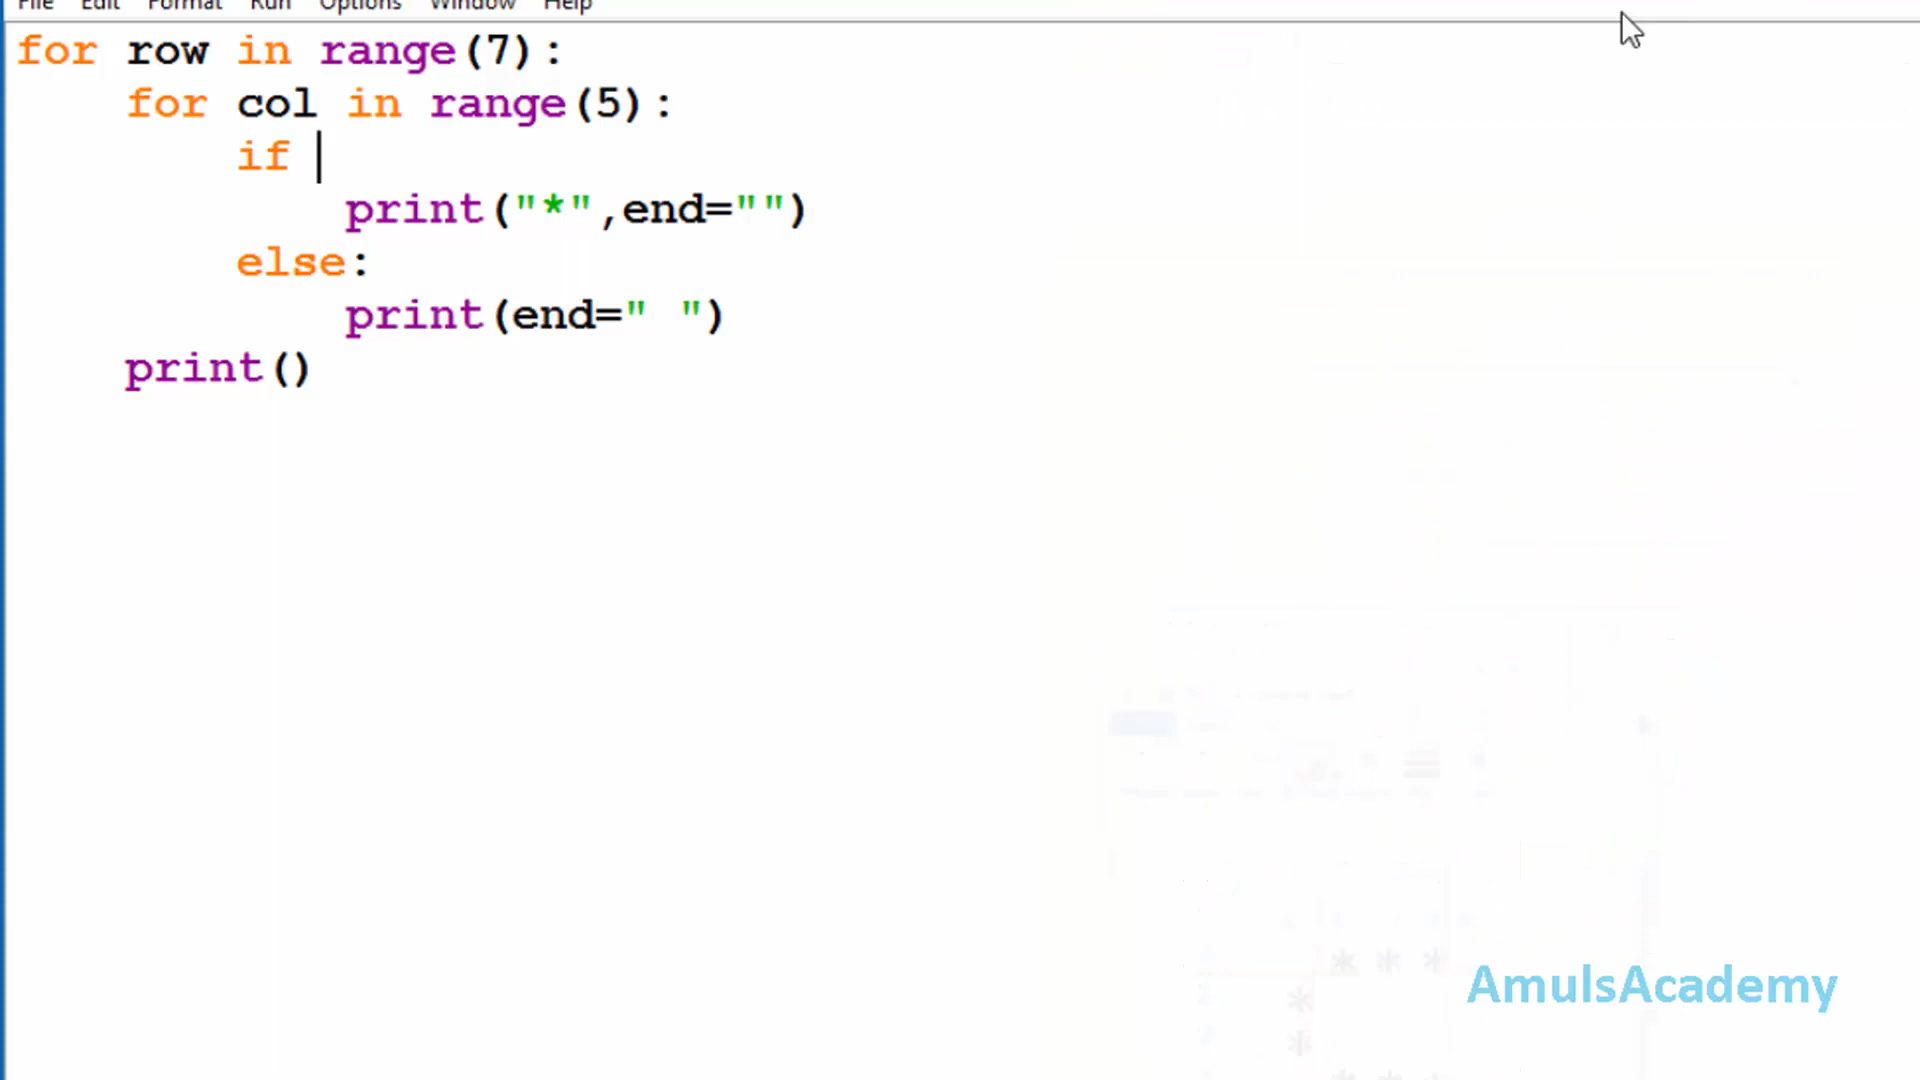 File Edit Format Run Options Window Help
for row in range(7):
    for col in range(5):
        if
            print("*",end="")
        else:
            print(end=" ")
    print()
* * *
AmulsAcademy
*
*